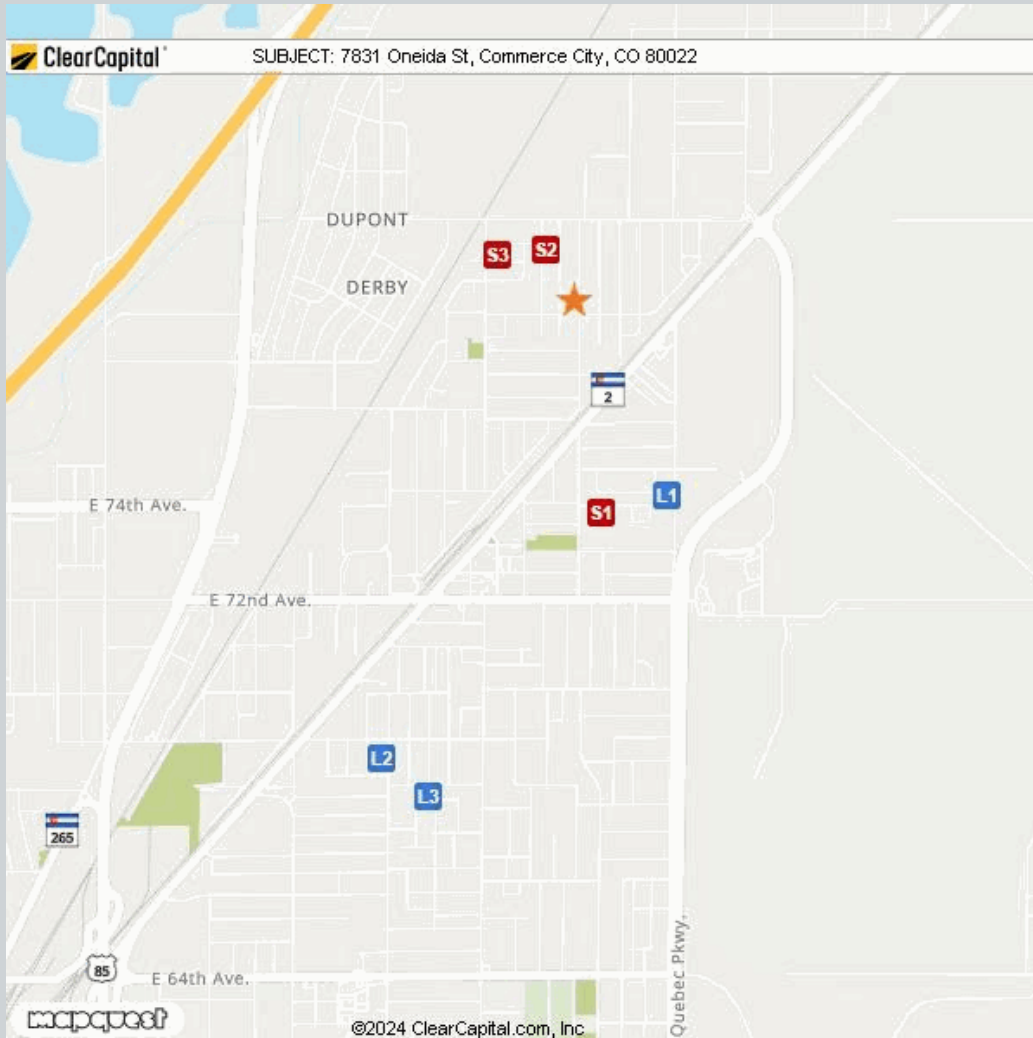 ClearCapital
SUBJECT: 7831 Oneida St, Commerce City, CO 80022
DUPONT
S3
S2
DERBY
2
E 74th Ave.
L1
S1
E 72nd Ave.
L2
L3
265
85
E 64th Ave.
Quebec Pkwy.
mapquest
©2024 ClearCapital.com, Inc